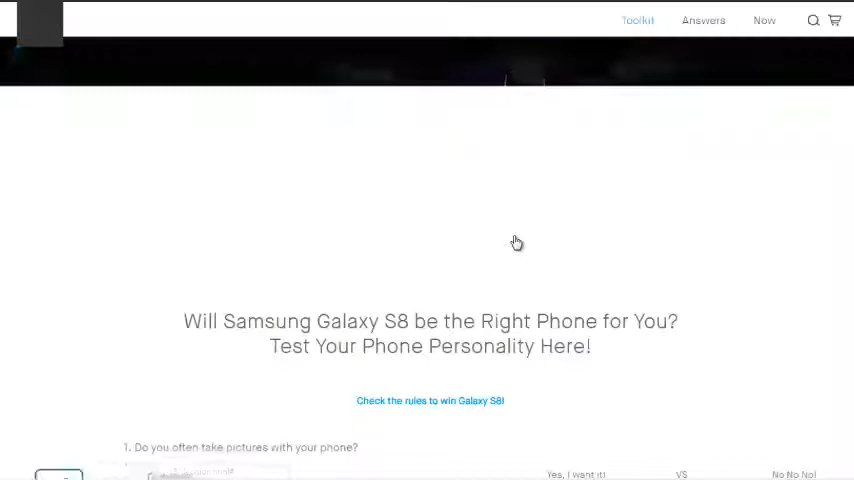 Toolkit Answers Now
Will Samsung Galaxy S8 be the Right Phone for You?
Test Your Phone Personality Here!
Check the rules to win Galaxy S8!
1. Do you often take pictures with your phone?
Yes, I want it! VS No No No!